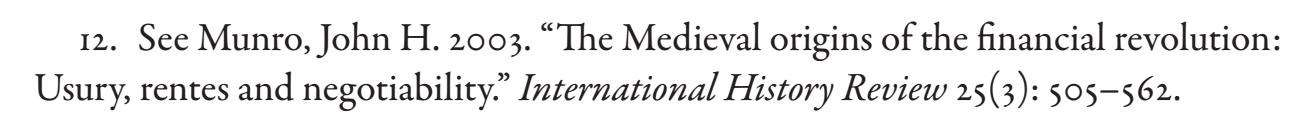 12. See Munro, John H. 2003. “The Medieval origins of the financial revolution:
Usury, rentes and negotiability.” International History Review 25(3): 505–562.